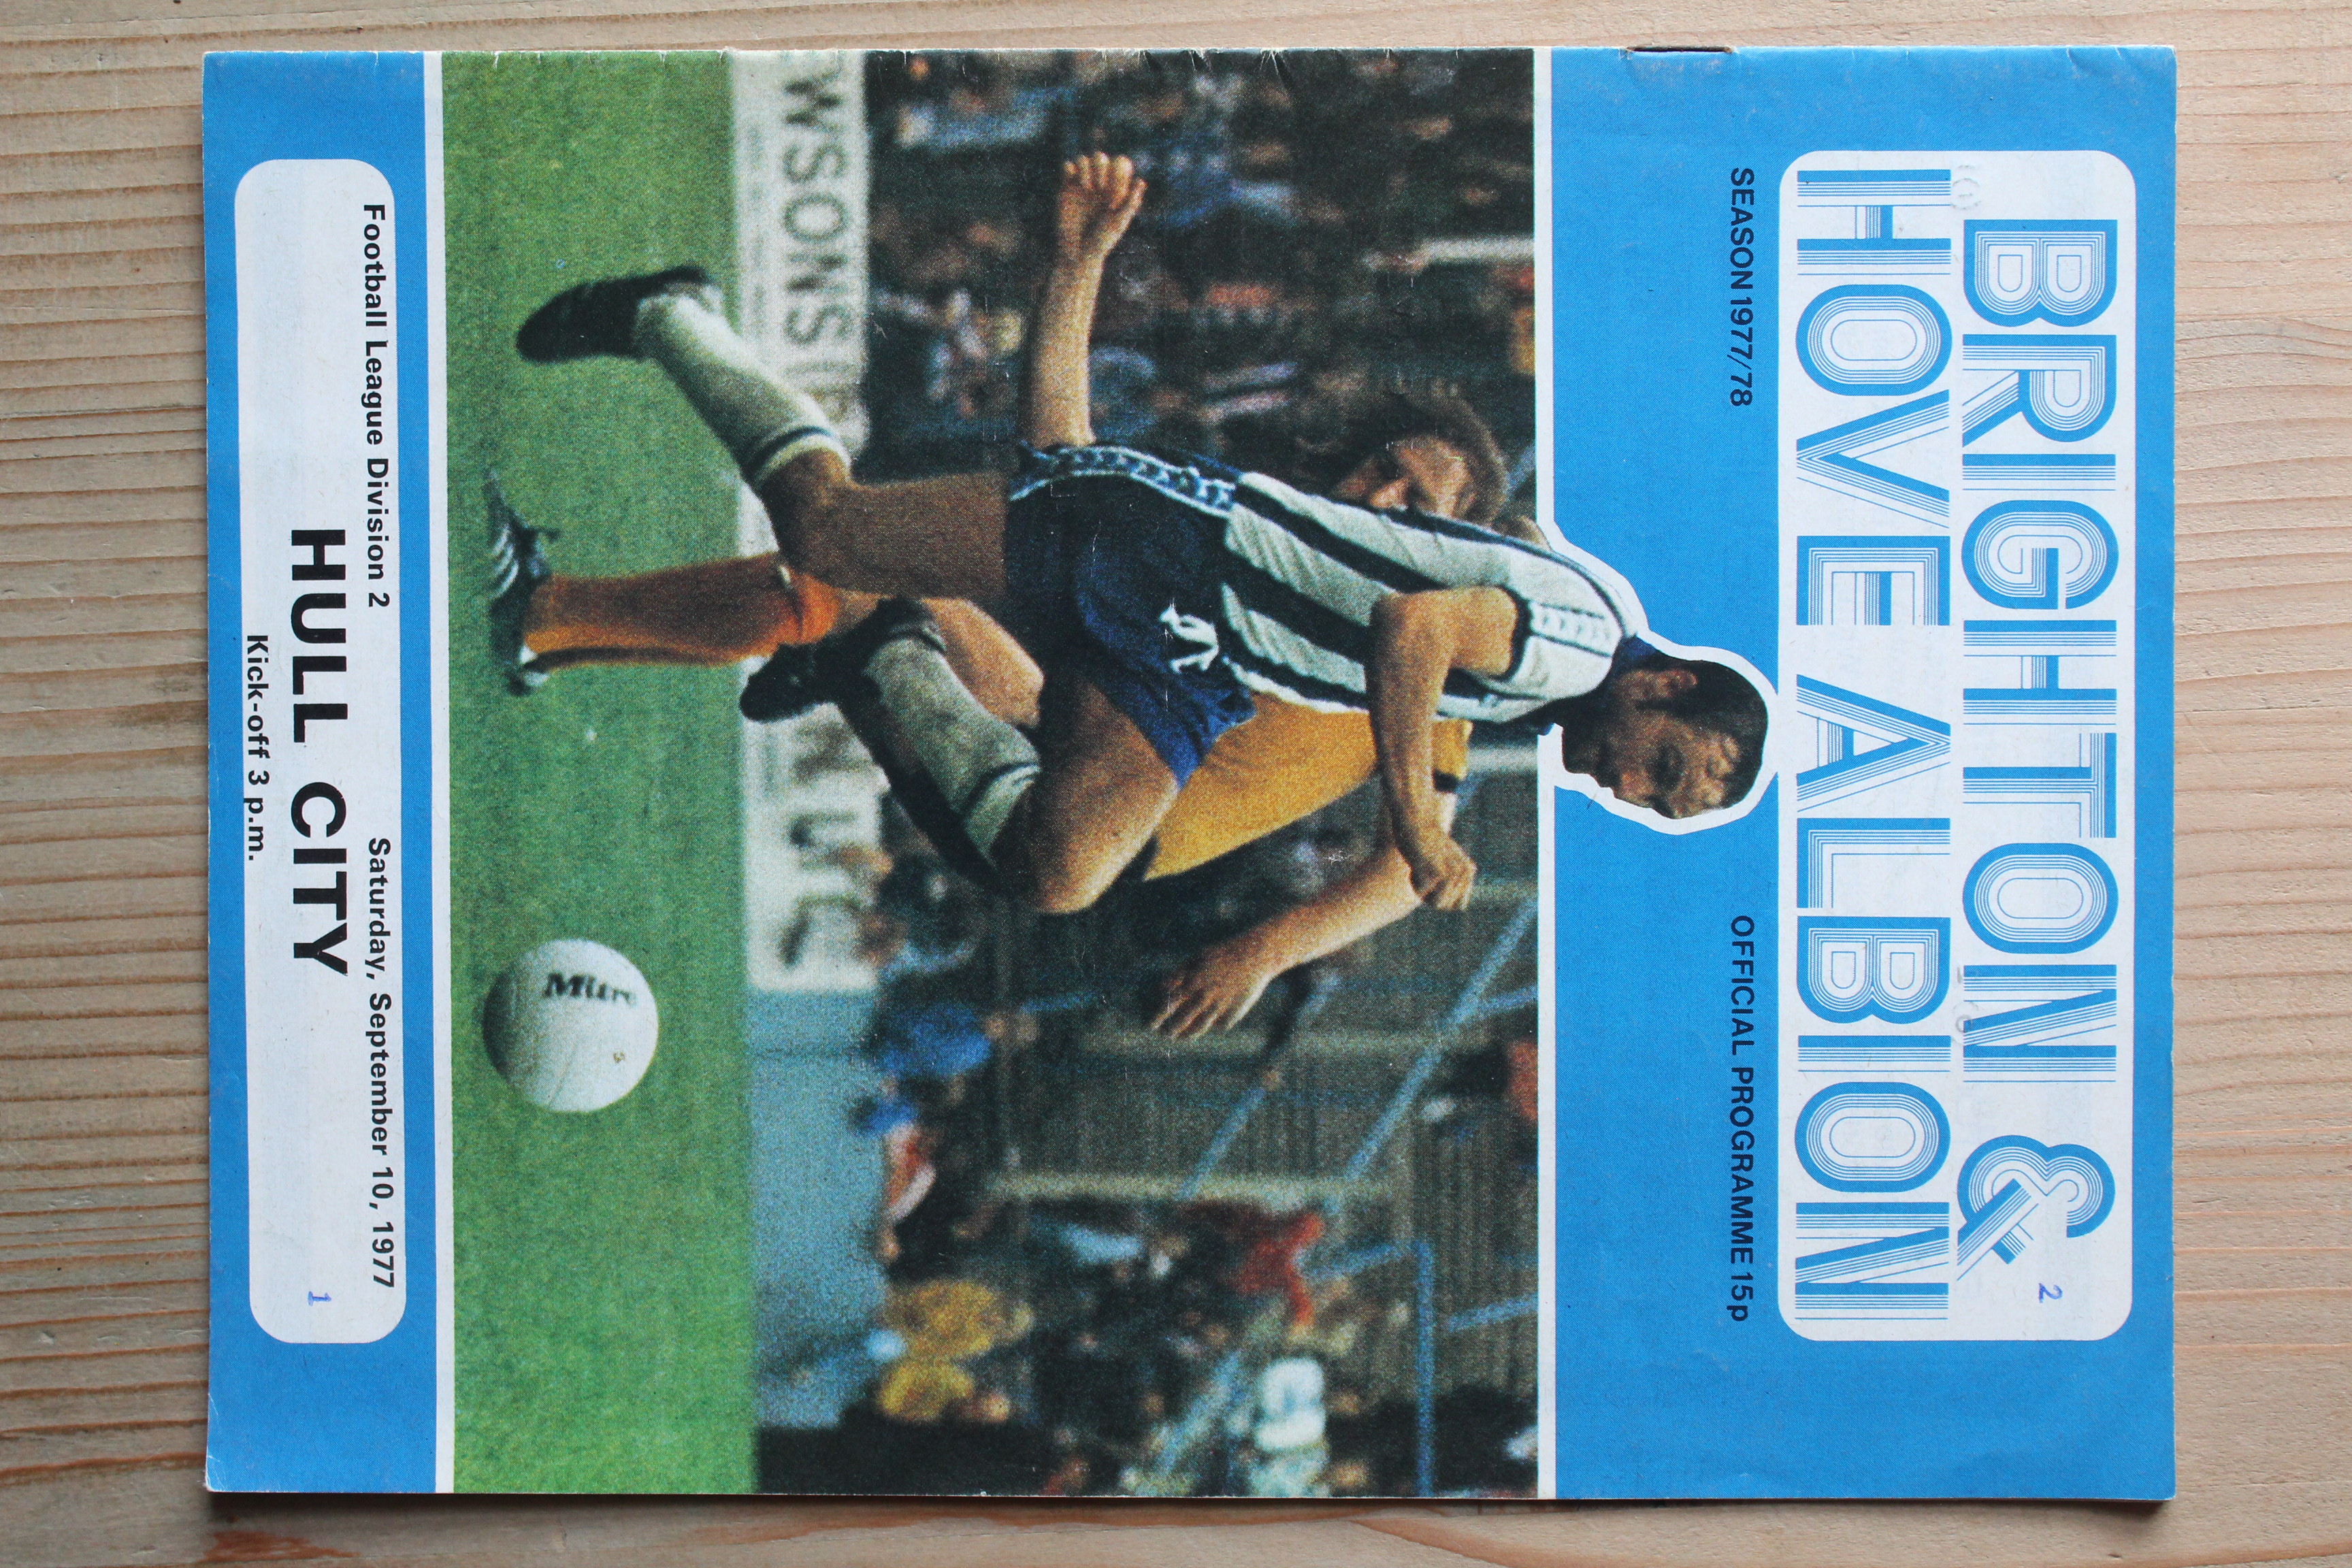 BRIGHTON &
HOVE ALBION
2
SEASON 1977/78
OFFICIAL PROGRAMME 15p
Mitre
Football League Division 2
Saturday, September 10, 1977
HULL CITY
Kick-off 3 p.m.
1